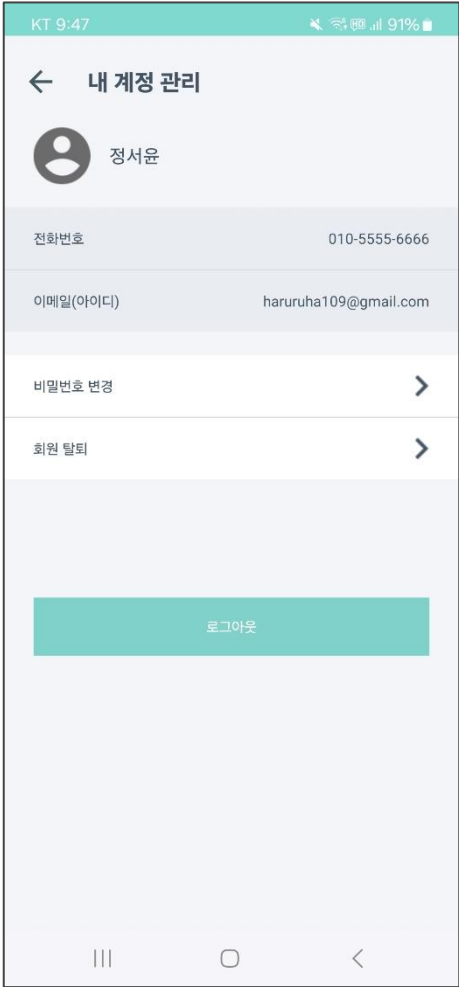 KT 9:47 91%
내 계정 관리
정서윤
전화번호 010-5555-6666
이메일(아이디) haruruha109@gmail.com
비밀번호 변경
회원 탈퇴
로그아웃